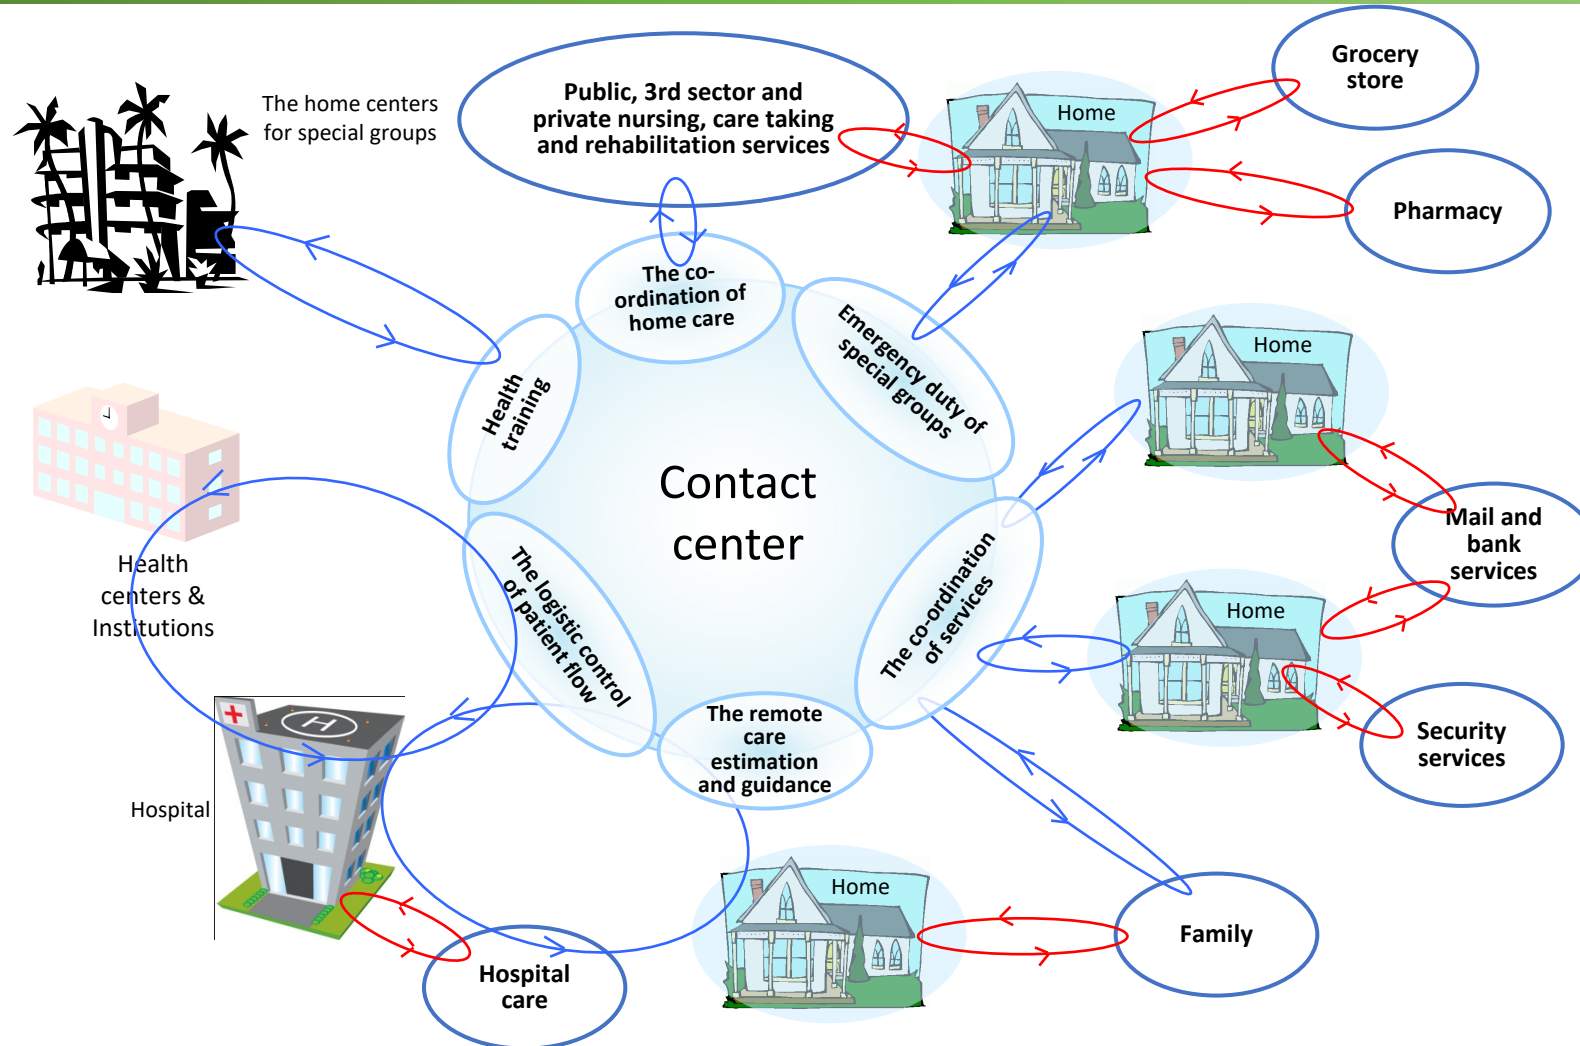 The home centers
for special groups
Public, 3rd sector and
private nursing, care taking
and rehabilitation services
Home
Grocery
store
Pharmacy
The co-
ordination of
home care
Emergency duty of
special groups
Health
training
Home
Contact
center
Mail and
bank
services
Health
centers &
Institutions
The logistic control
of patient flow
The co-ordination
of services
Home
The remote
care
estimation
and guidance
Security
services
Hospital
H
Home
Family
Hospital
care